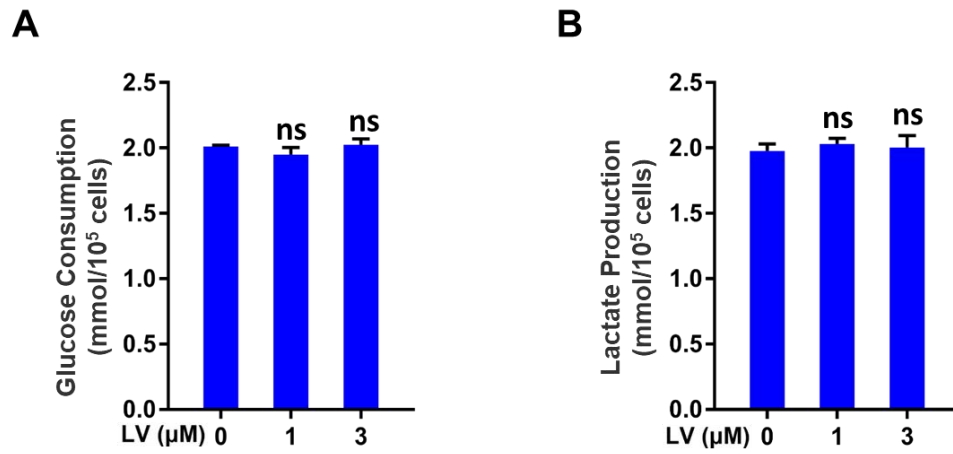 A
Glucose Consumption
(mmol/10⁵ cells)
2.5
2.0
1.5
1.0
0.5
0.0
ns
ns
LV (μM) 0 1 3
B
Lactate Production
(mmol/10⁵ cells)
2.5
2.0
1.5
1.0
0.5
0.0
ns
ns
LV (μM) 0 1 3